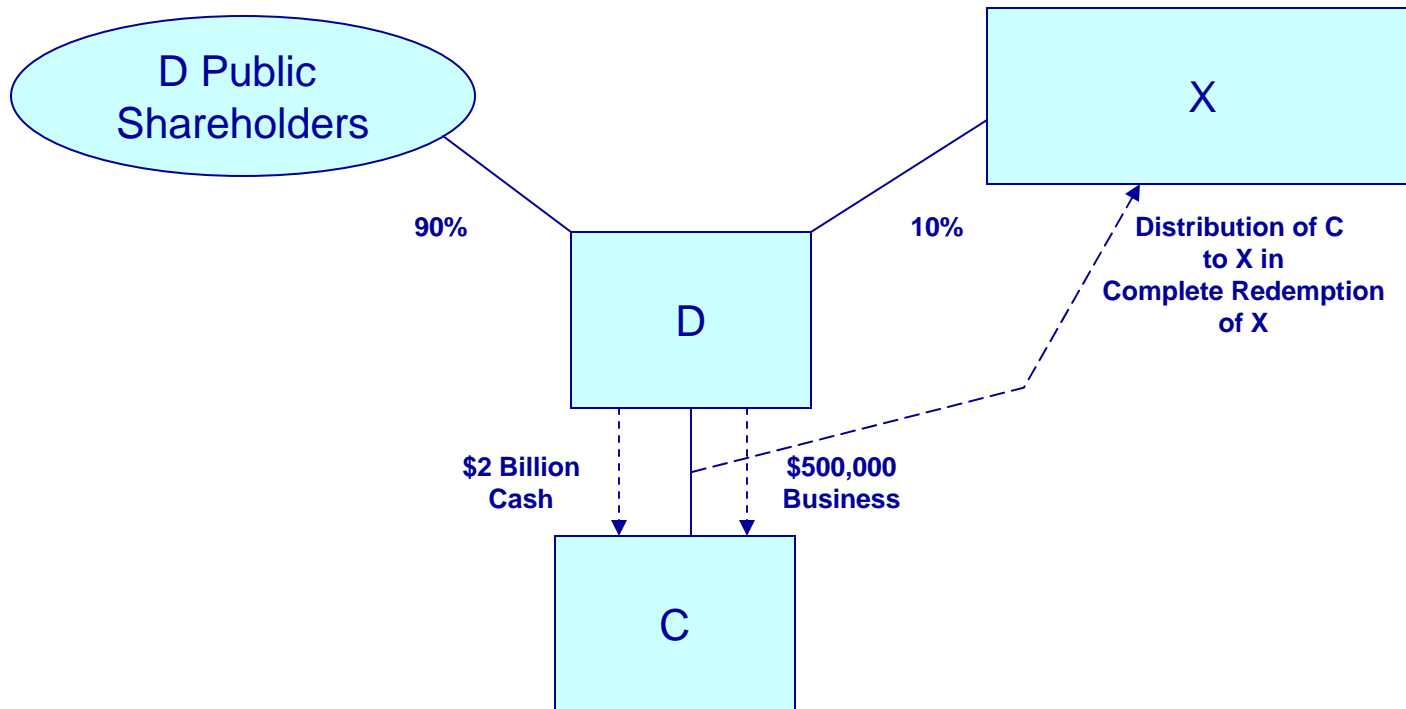 D Public
Shareholders
X
90%
10%
Distribution of C
to X in
Complete Redemption
of X
D
$2 Billion
Cash
$500,000
Business
C